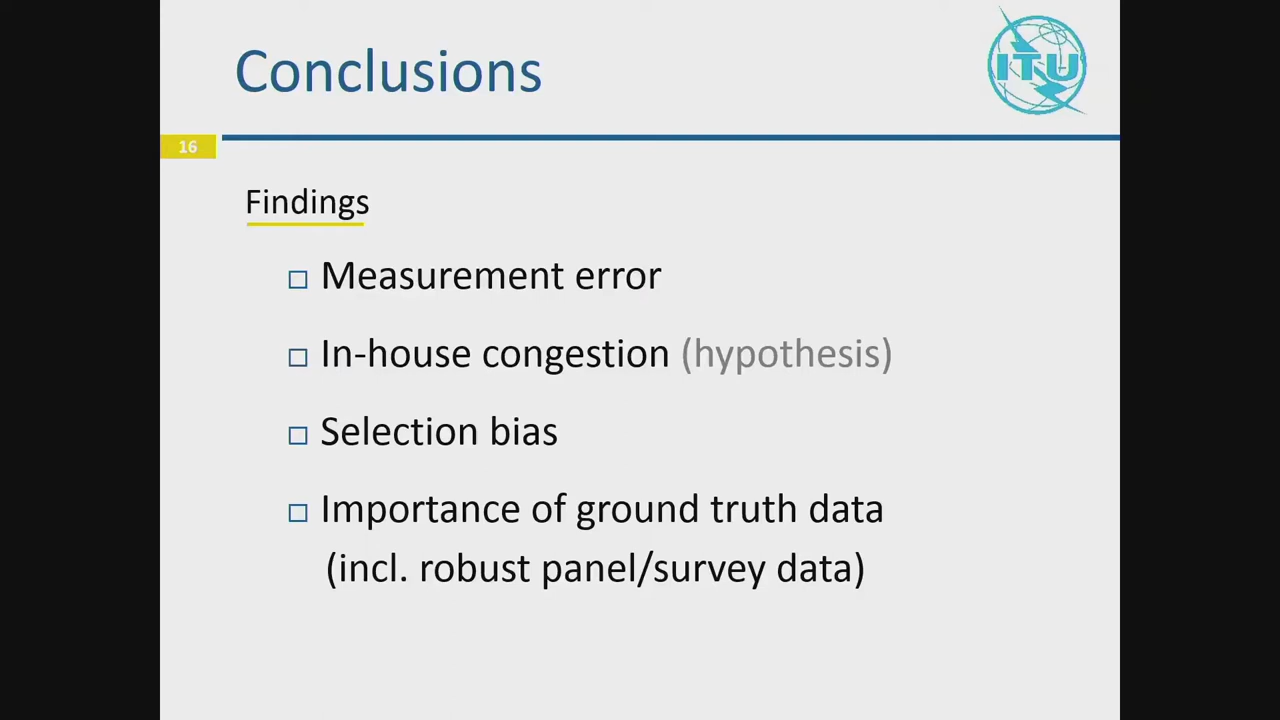 Conclusions
ITU
16
Findings
Measurement error
In-house congestion (hypothesis)
Selection bias
Importance of ground truth data
(incl. robust panel/survey data)